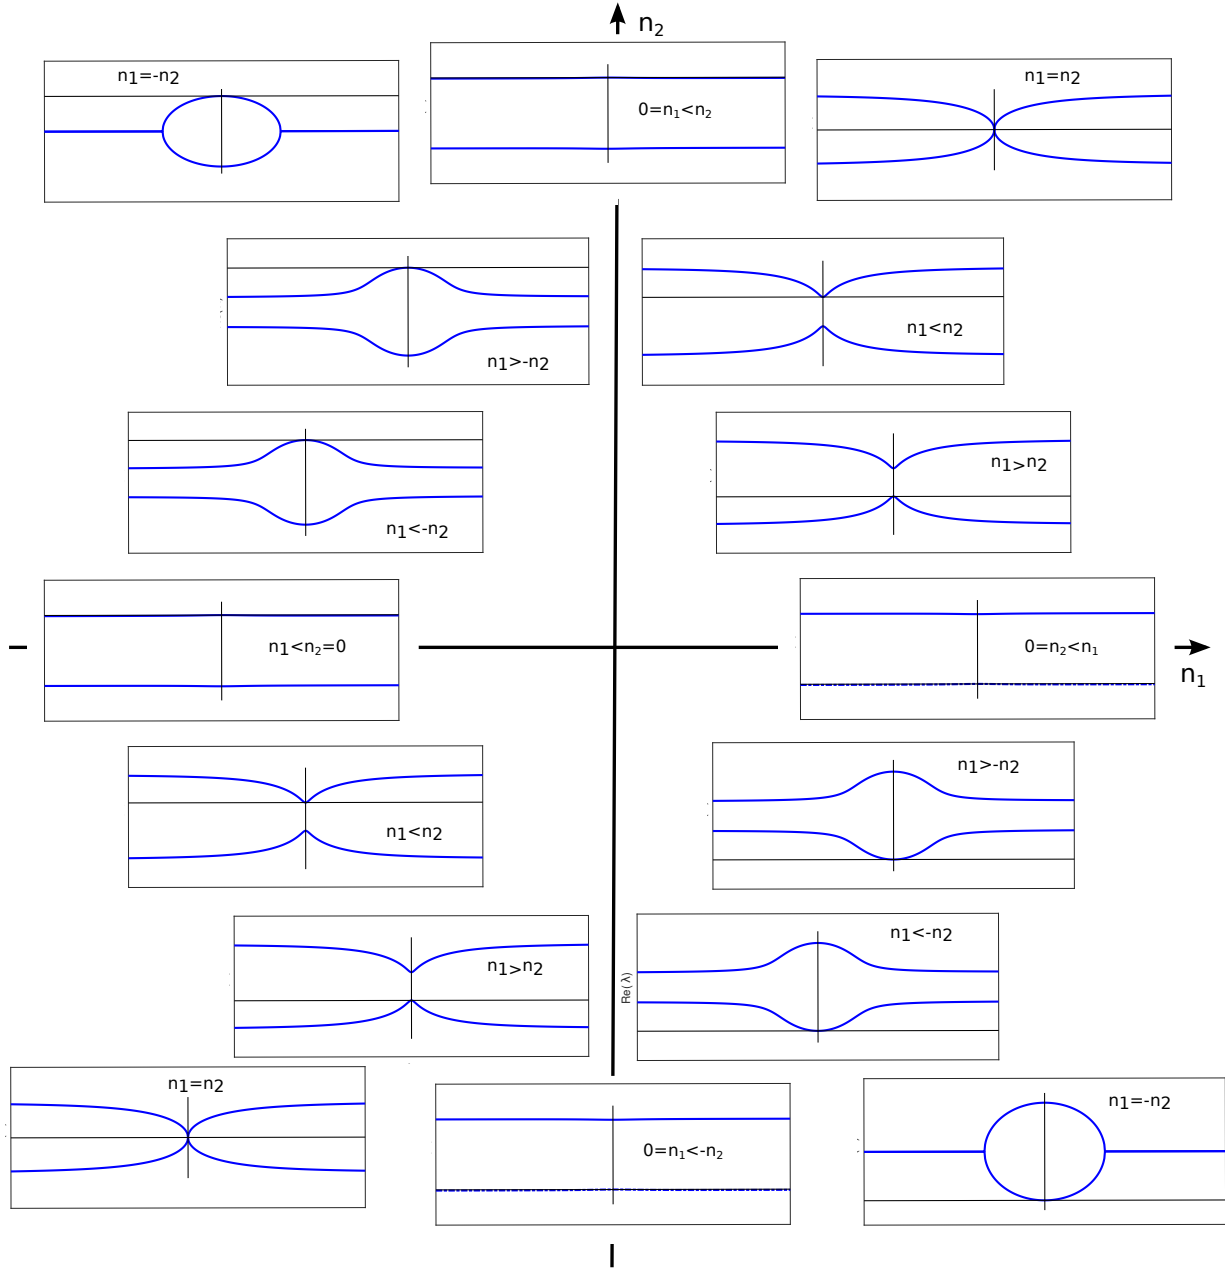 n₂
n₁=-n₂
0=n₁<n₂
n₁=n₂
n₁>-n₂
n₁<n₂
n₁<-n₂
n₁>n₂
n₁<n₂=0
0=n₂<n₁
n₁
n₁<n₂
n₁>-n₂
n₁>n₂
n₁<-n₂
Re(λ)
n₁=n₂
0=n₁<-n₂
n₁=-n₂